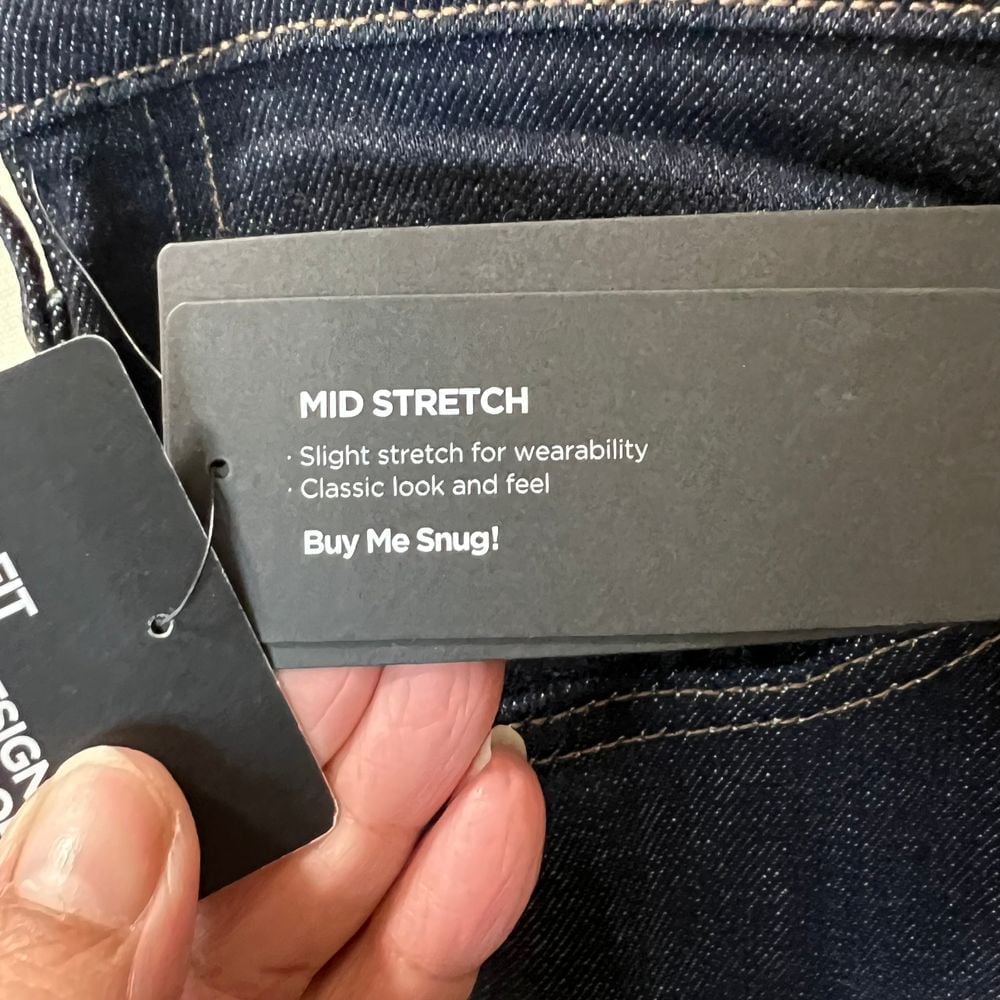 MID STRETCH
· Slight stretch for wearability
· Classic look and feel
Buy Me Snug!
FIT